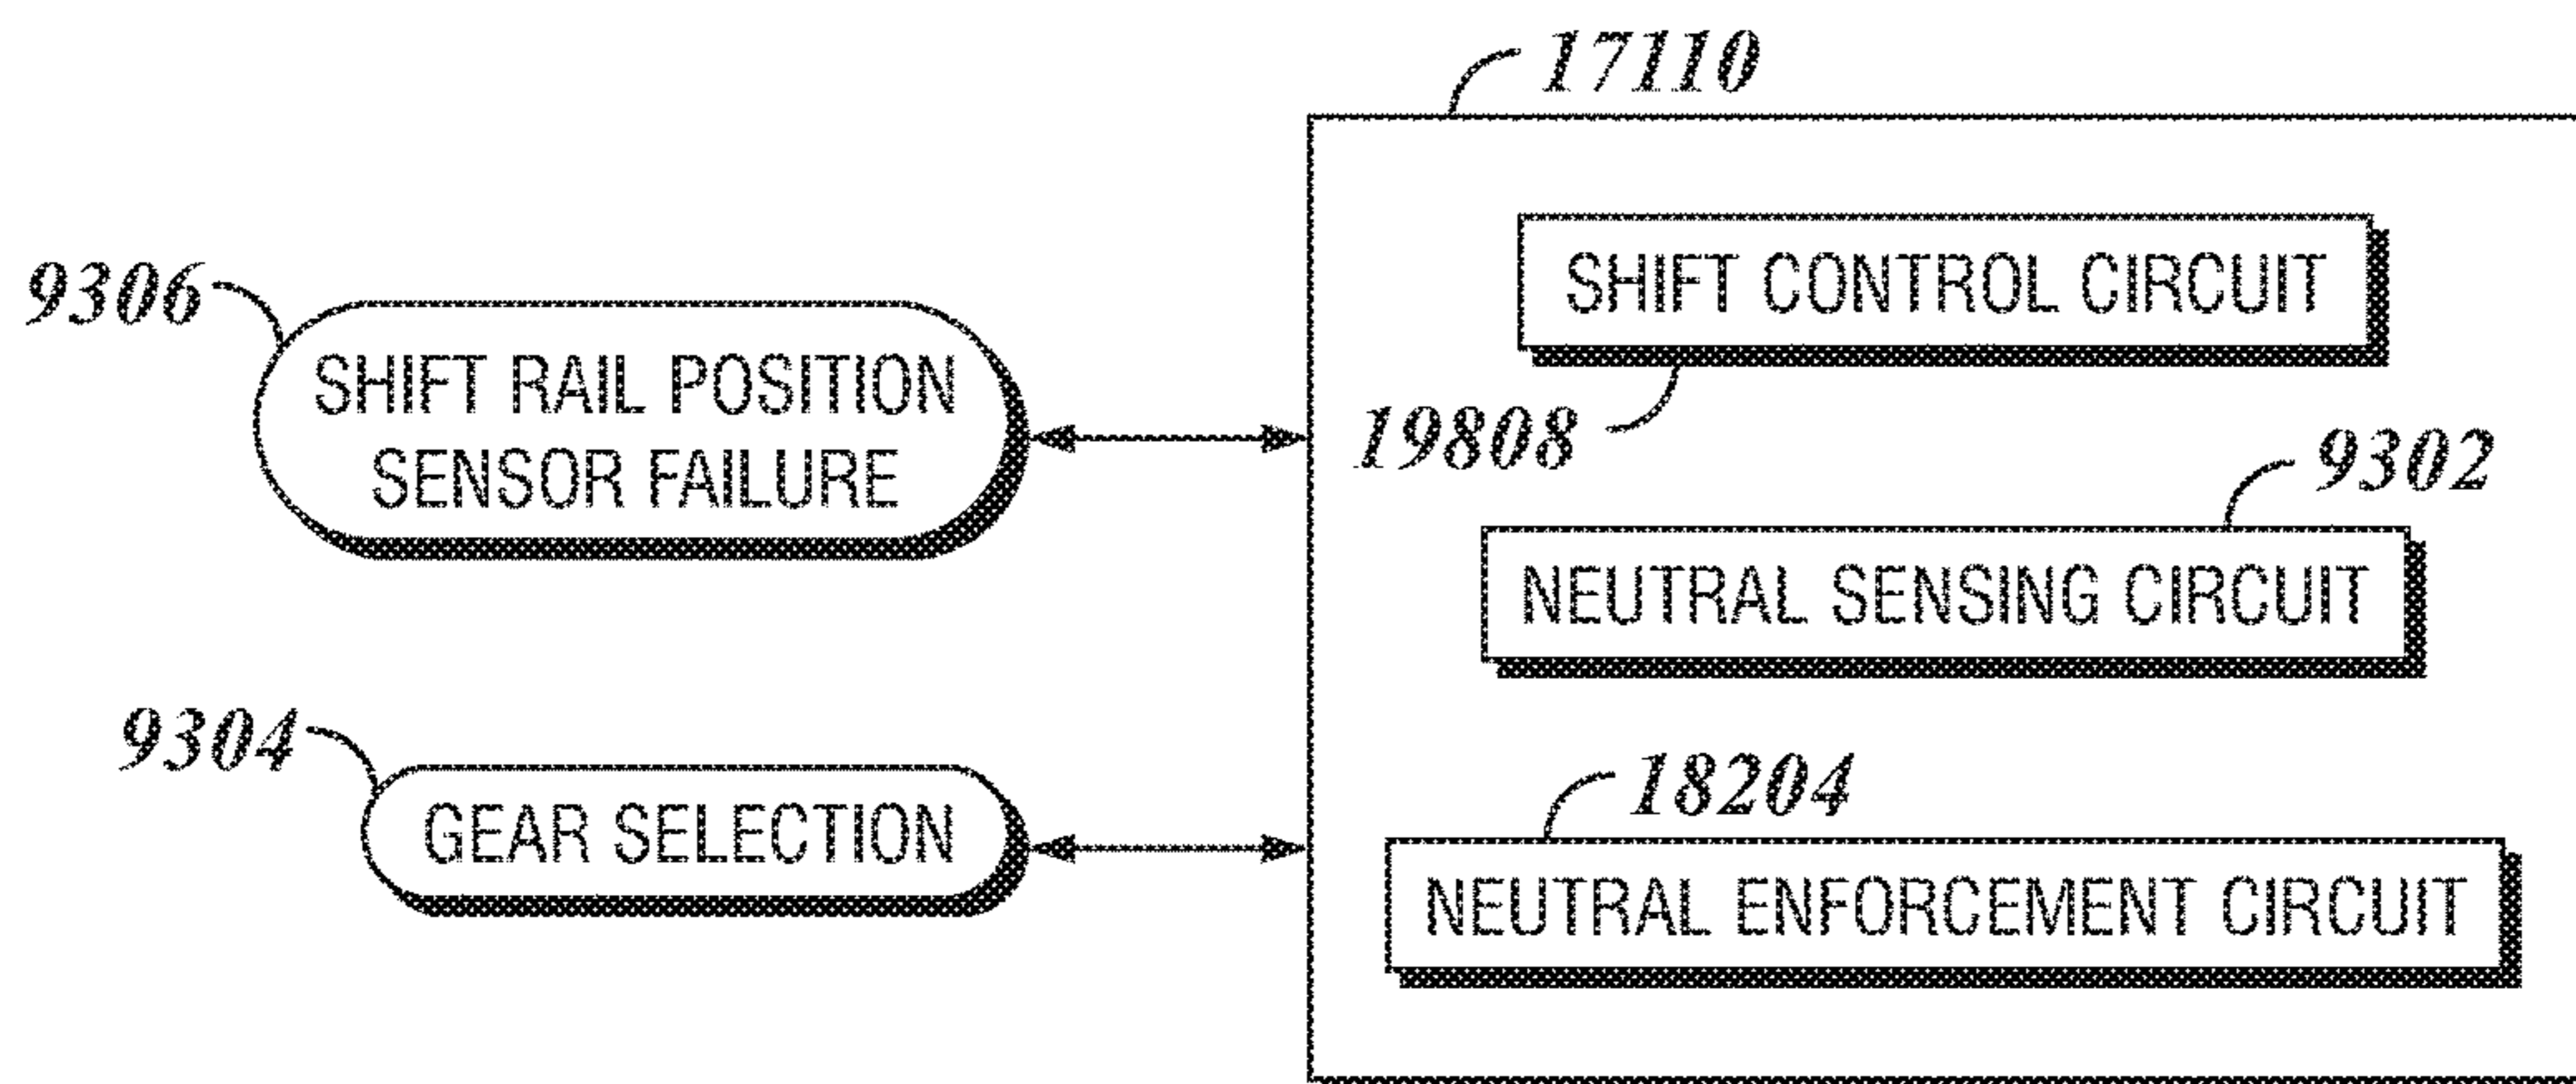 17110
SHIFT CONTROL CIRCUIT
9306
SHIFT RAIL POSITION
SENSOR FAILURE
19808
9302
NEUTRAL SENSING CIRCUIT
9304
GEAR SELECTION
18204
NEUTRAL ENFORCEMENT CIRCUIT